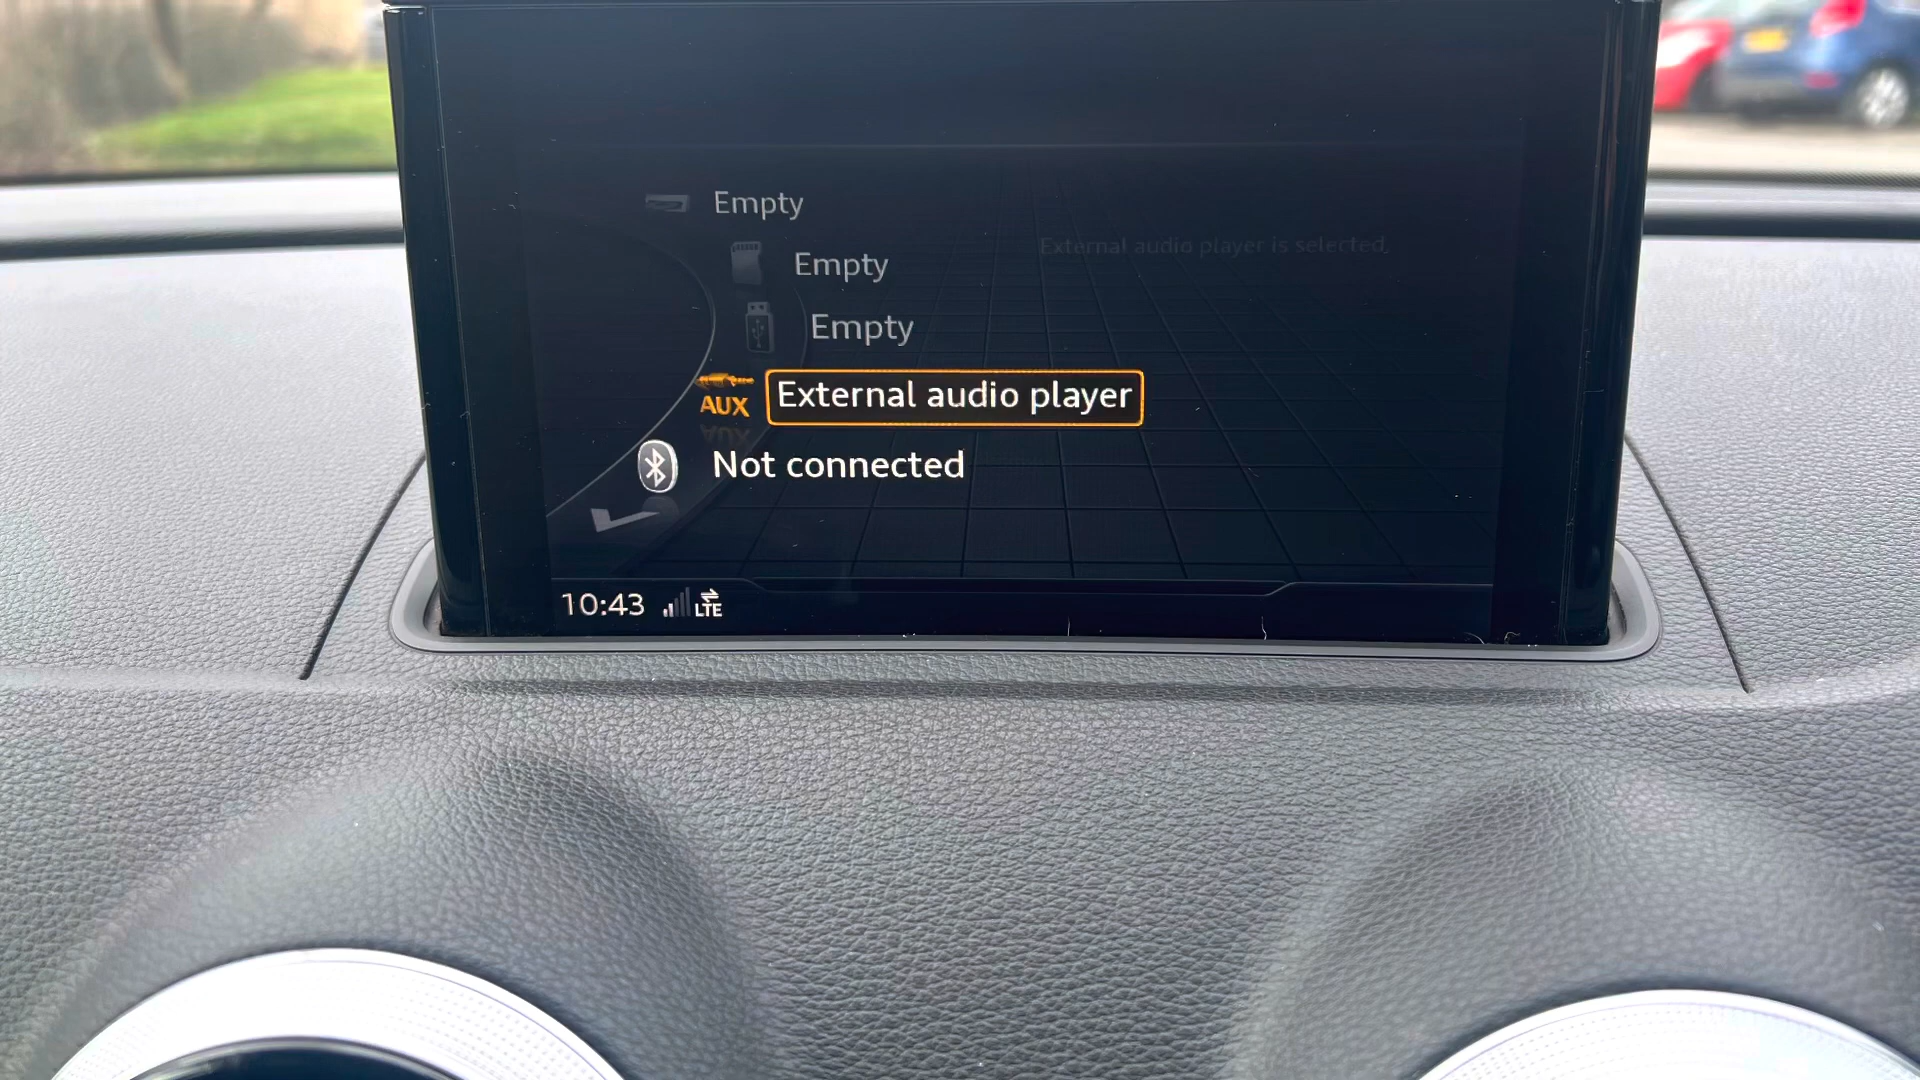 Empty
Empty
External audio player is selected.
Empty
AUX External audio player
Not connected
10:43 LTE